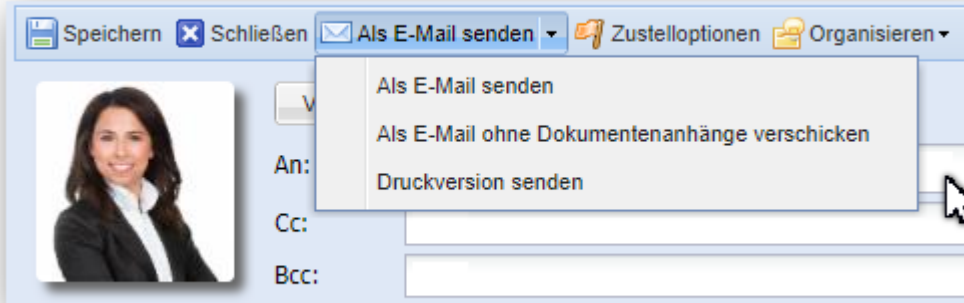 Speichern Schließen Als E-Mail senden Zustelloptionen Organisieren
Als E-Mail senden
V
Als E-Mail ohne Dokumentenanhänge verschicken
An:
Druckversion senden
Cc:
Bcc: